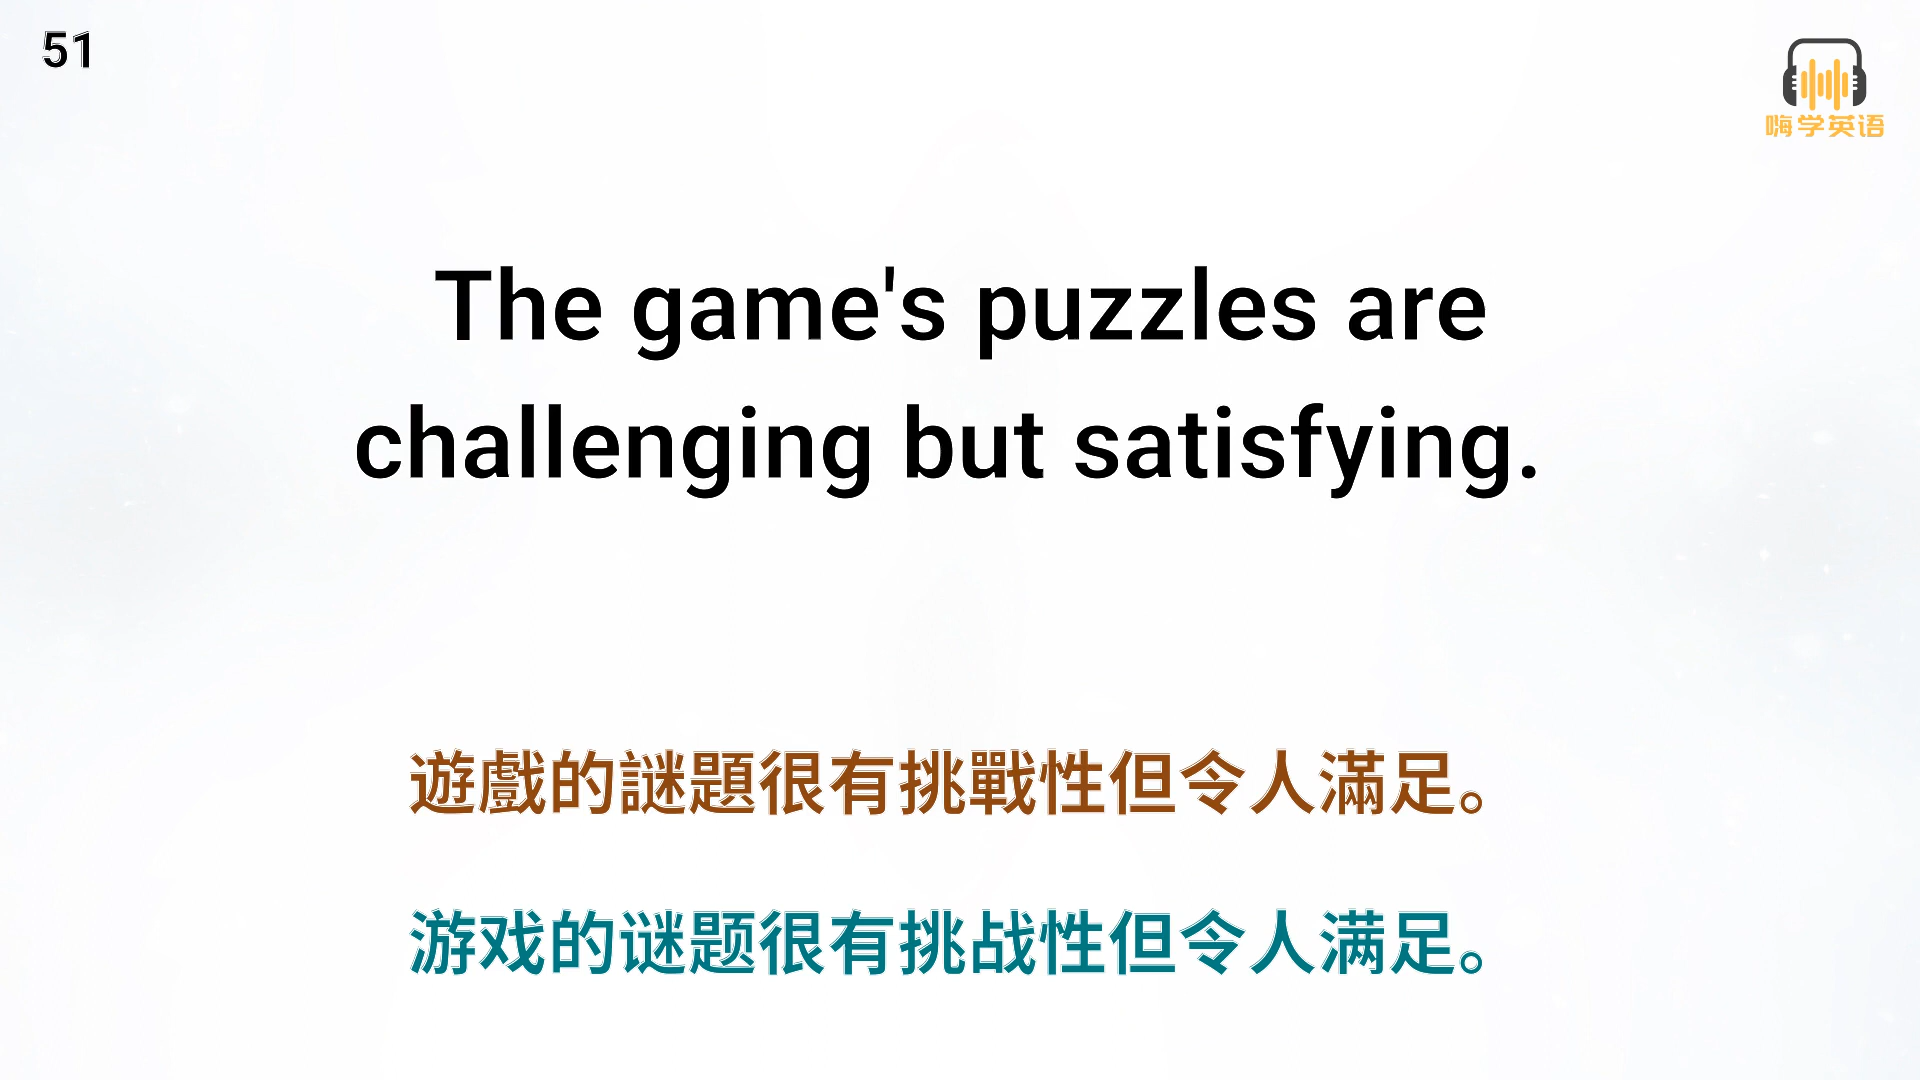 51
嗨学英语
The game's puzzles are
challenging but satisfying.
遊戲的謎題很有挑戰性但令人滿足。
游戏的谜题很有挑战性但令人满足。